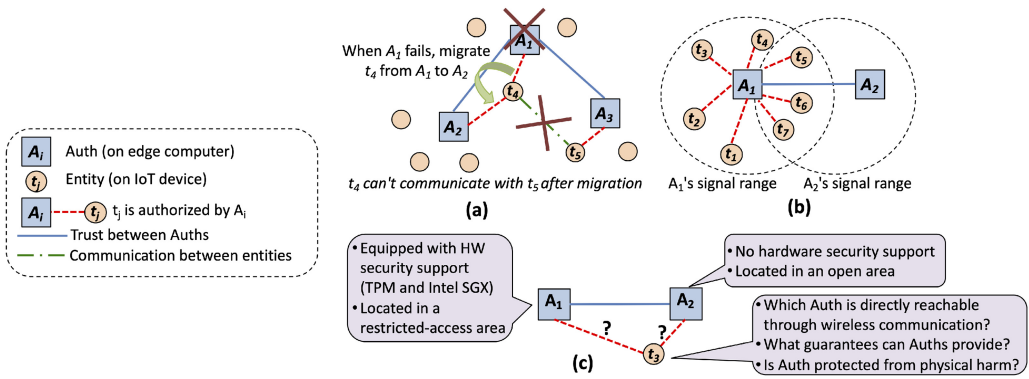 A1
When A1 fails, migrate
t4 from A1 to A2
t4
A2
A3
t5
t4 can't communicate with t5 after migration
(a)
t3
t4
t5
A1
A2
t6
t2
t7
t1
A1's signal range
A2's signal range
(b)
Ai
Auth (on edge computer)
tj
Entity (on IoT device)
Ai
tj
tj is authorized by Ai
Trust between Auths
Communication between entities
• Equipped with HW
security support
(TPM and Intel SGX)
• Located in a
restricted-access area
• No hardware security support
• Located in an open area
A1
A2
?
?
t3
• Which Auth is directly reachable
through wireless communication?
• What guarantees can Auths provide?
• Is Auth protected from physical harm?
(c)